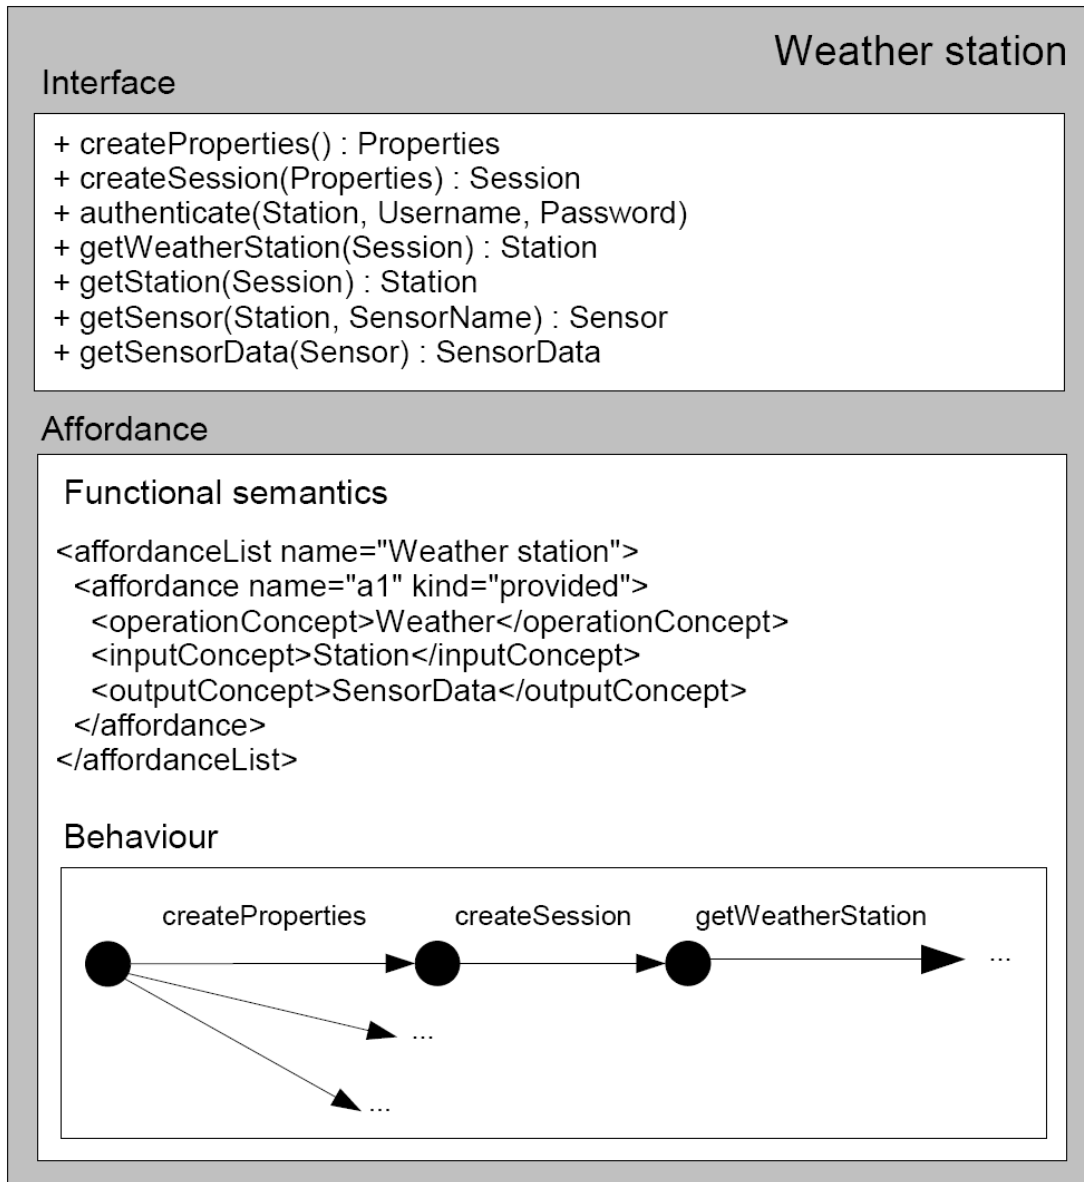 Weather station
Interface
+ createProperties() : Properties
+ createSession(Properties) : Session
+ authenticate(Station, Username, Password)
+ getWeatherStation(Session) : Station
+ getStation(Session) : Station
+ getSensor(Station, SensorName) : Sensor
+ getSensorData(Sensor) : SensorData
Affordance
Functional semantics
<affordanceList name="Weather station">
<affordance name="a1" kind="provided">
<operationConcept>Weather</operationConcept>
<inputConcept>Station</inputConcept>
<outputConcept>SensorData</outputConcept>
</affordance>
</affordanceList>
Behaviour
createProperties createSession getWeatherStation
...
...
...